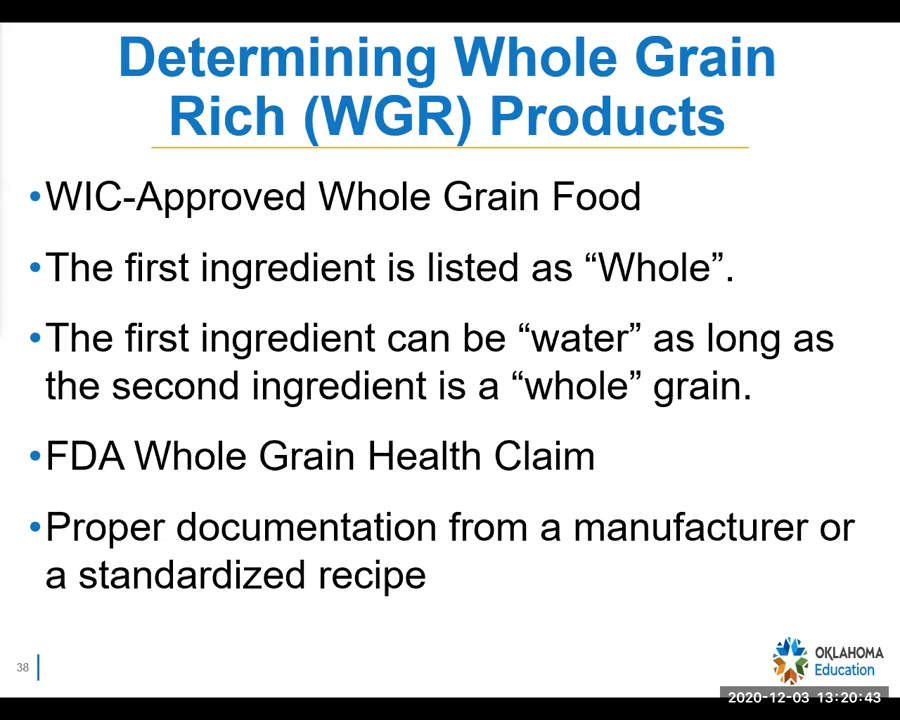 Determining Whole Grain
Rich (WGR) Products
•WIC-Approved Whole Grain Food
•The first ingredient is listed as “Whole”.
•The first ingredient can be “water” as long as
the second ingredient is a “whole” grain.
•FDA Whole Grain Health Claim
•Proper documentation from a manufacturer or
a standardized recipe
38
OKLAHOMA
Education
2020-12-03 13:20:43